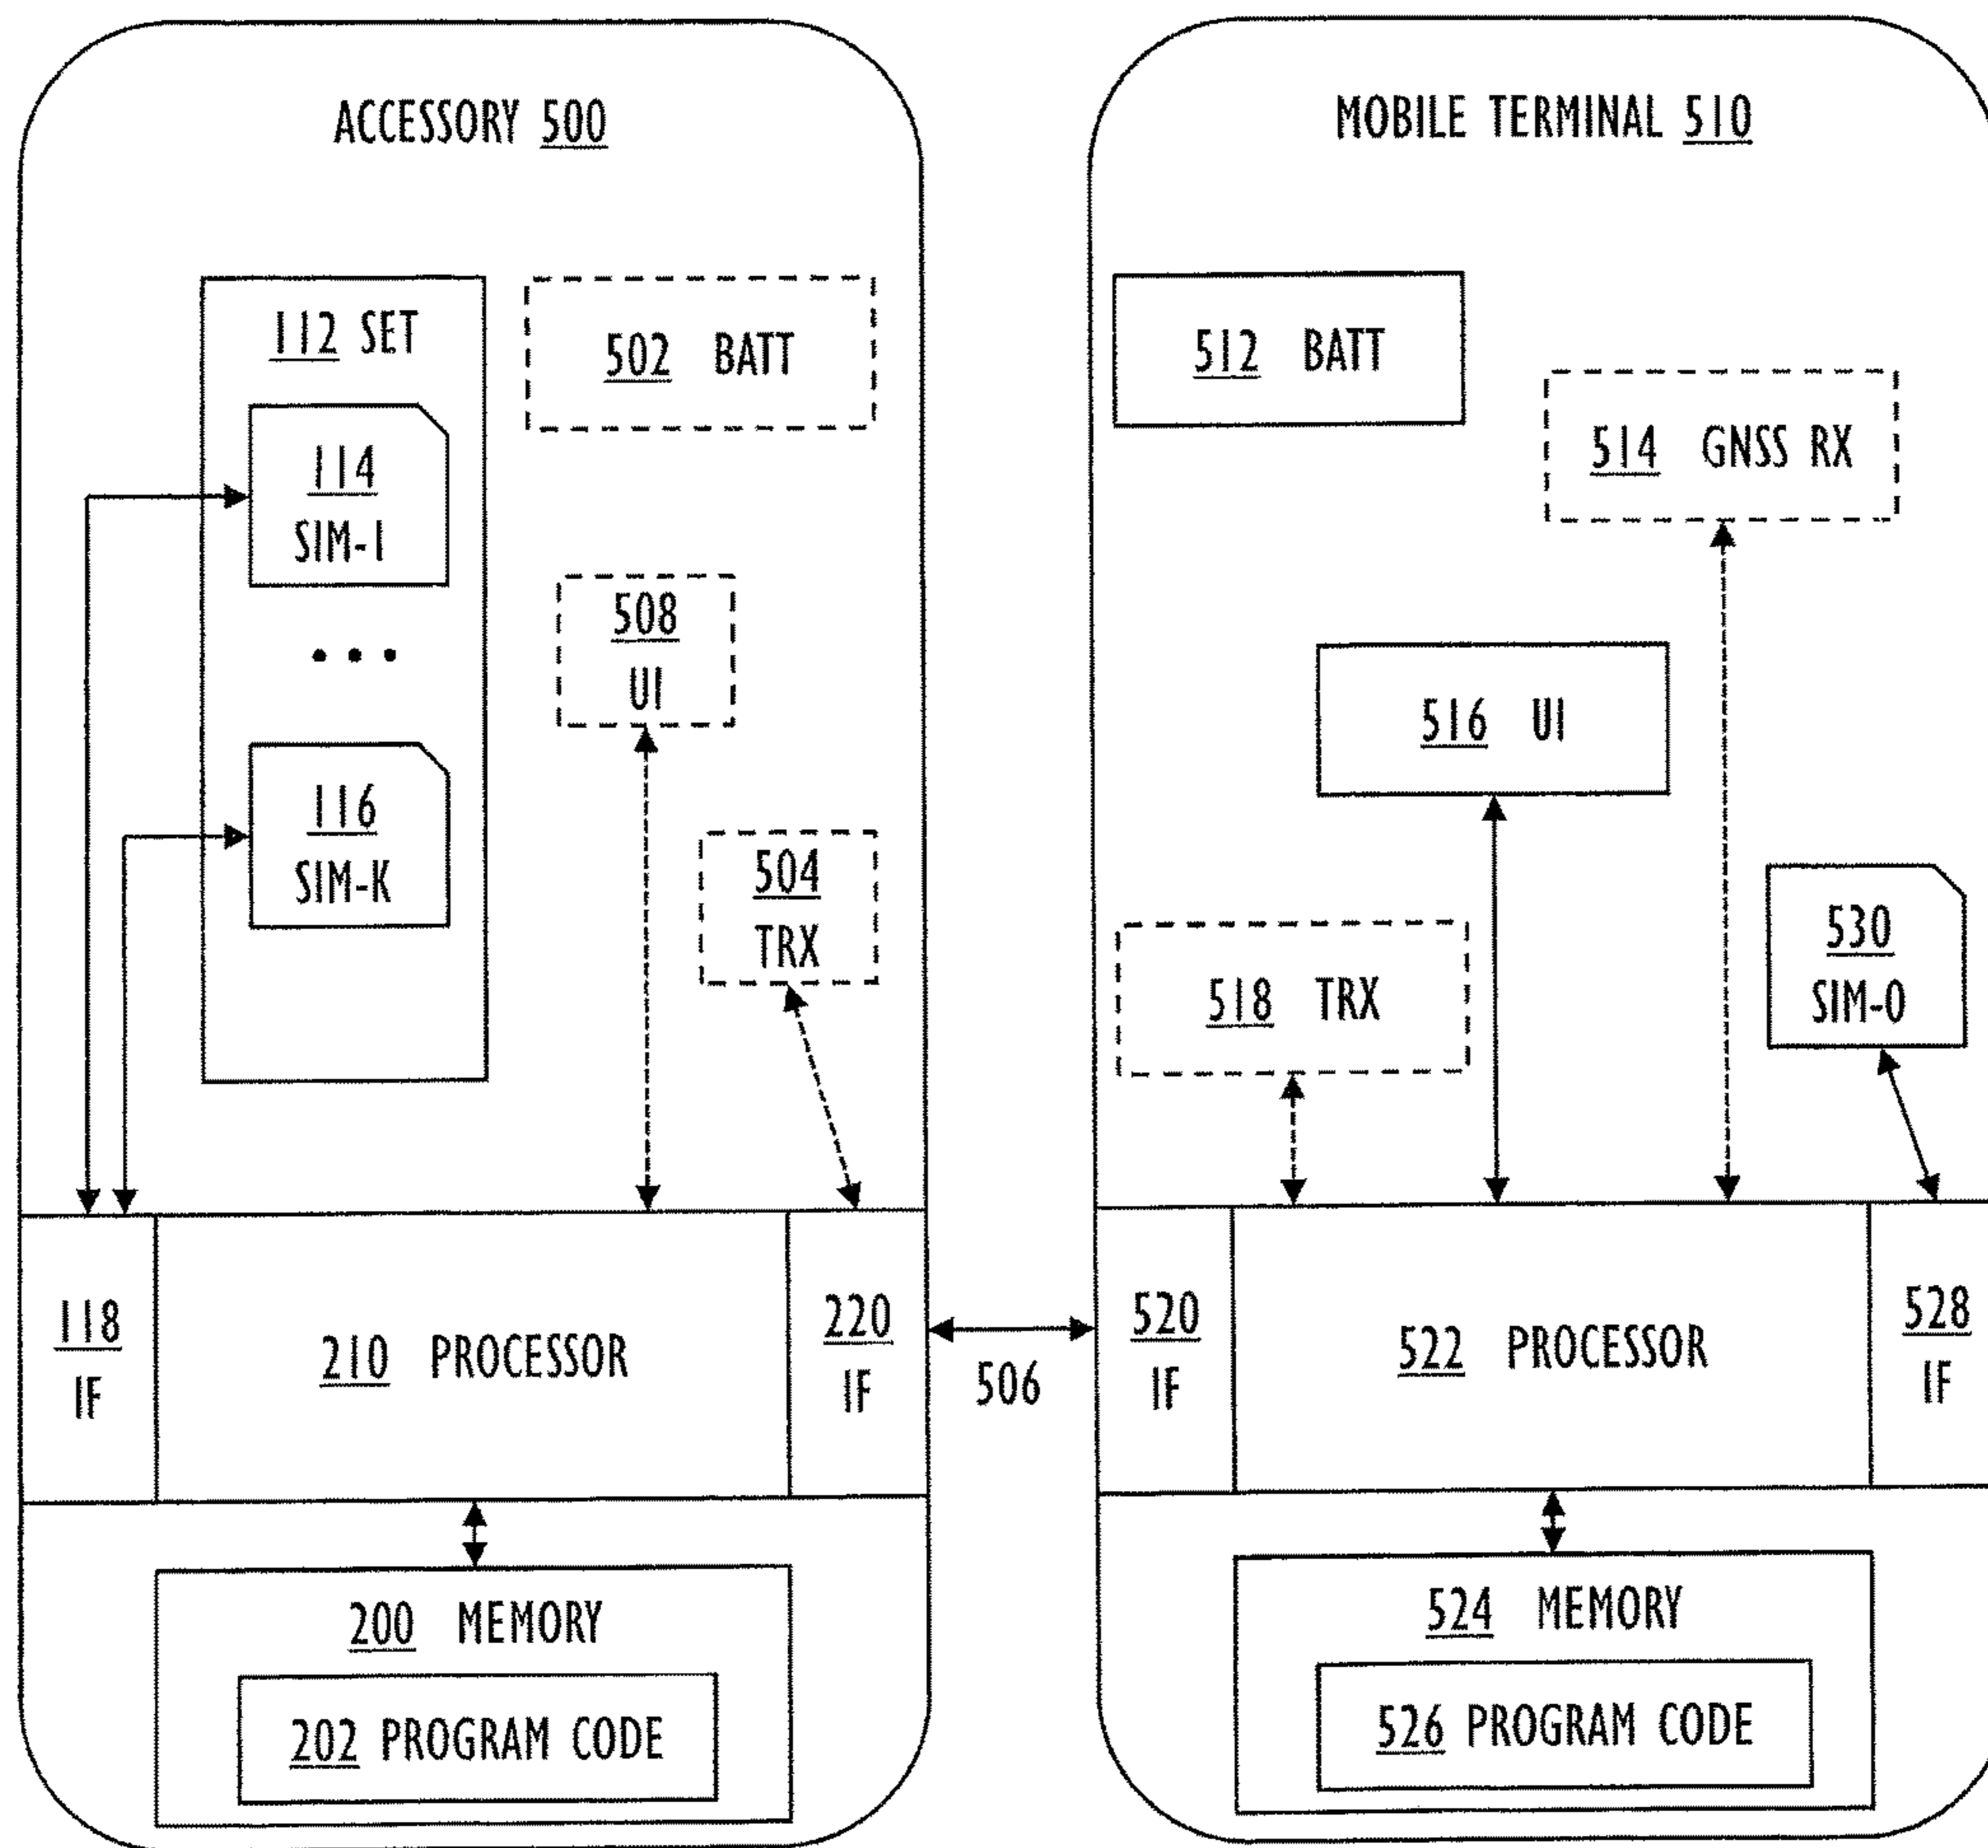 ACCESSORY 500
112 SET
114
SIM-1
• • •
116
SIM-K
502 BATT
508
UI
504
TRX
118
IF
210 PROCESSOR
220
IF
200 MEMORY
202 PROGRAM CODE
506
MOBILE TERMINAL 510
512 BATT
514 GNSS RX
516 UI
518 TRX
530
SIM-0
520
IF
522 PROCESSOR
528
IF
524 MEMORY
526 PROGRAM CODE